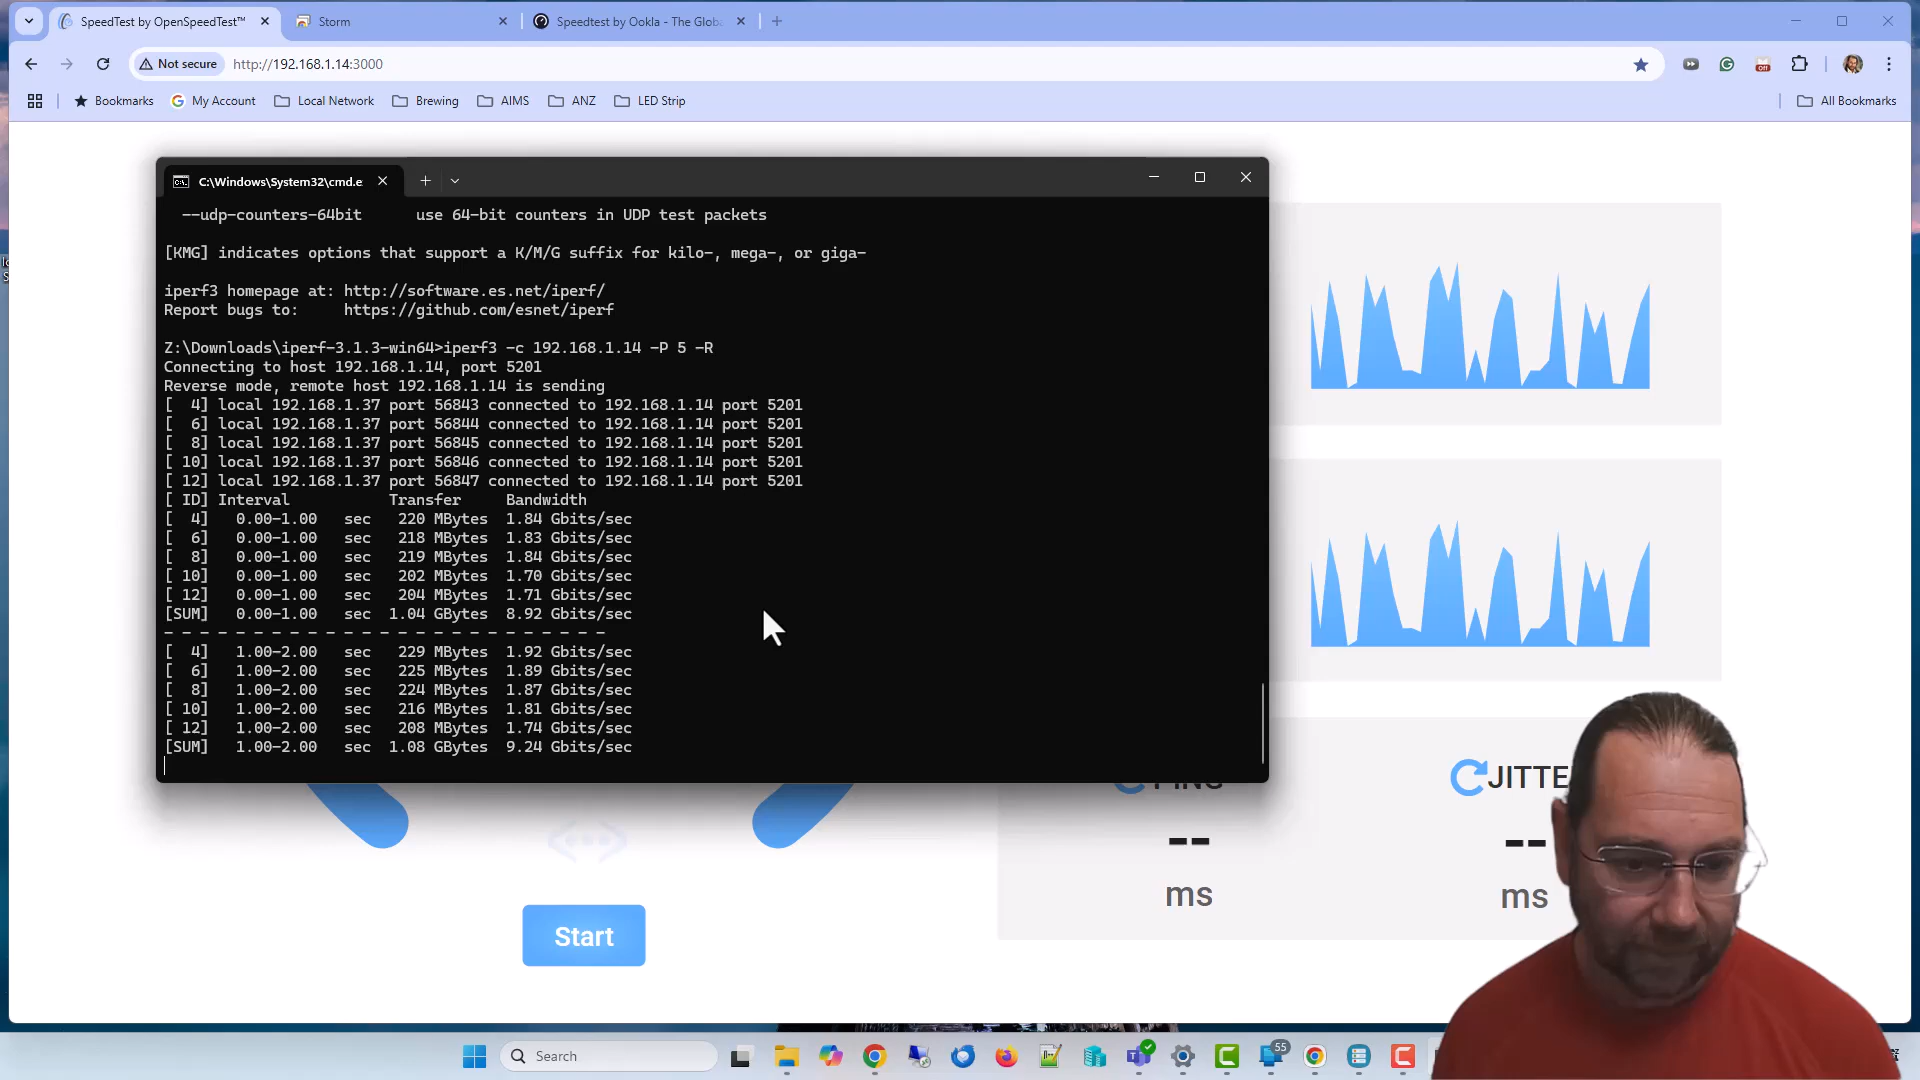 SpeedTest by OpenSpeedTest™
Storm
Speedtest by Ookla - The Globa
Not secure
http://192.168.1.14:3000
Bookmarks
My Account
Local Network
Brewing
AIMS
ANZ
LED Strip
All Bookmarks
C:\Windows\System32\cmd.e
--udp-counters-64bit      use 64-bit counters in UDP test packets
[KMG] indicates options that support a K/M/G suffix for kilo-, mega-, or giga-
iperf3 homepage at: http://software.es.net/iperf/
Report bugs to:     https://github.com/esnet/iperf
Z:\Downloads\iperf-3.1.3-win64>iperf3 -c 192.168.1.14 -P 5 -R
Connecting to host 192.168.1.14, port 5201
Reverse mode, remote host 192.168.1.14 is sending
[  4] local 192.168.1.37 port 56843 connected to 192.168.1.14 port 5201
[  6] local 192.168.1.37 port 56844 connected to 192.168.1.14 port 5201
[  8] local 192.168.1.37 port 56845 connected to 192.168.1.14 port 5201
[ 10] local 192.168.1.37 port 56846 connected to 192.168.1.14 port 5201
[ 12] local 192.168.1.37 port 56847 connected to 192.168.1.14 port 5201
[ ID] Interval           Transfer     Bandwidth
[  4]   0.00-1.00   sec   220 MBytes  1.84 Gbits/sec
[  6]   0.00-1.00   sec   218 MBytes  1.83 Gbits/sec
[  8]   0.00-1.00   sec   219 MBytes  1.84 Gbits/sec
[ 10]   0.00-1.00   sec   202 MBytes  1.70 Gbits/sec
[ 12]   0.00-1.00   sec   204 MBytes  1.71 Gbits/sec
[SUM]   0.00-1.00   sec  1.04 GBytes  8.92 Gbits/sec
- - - - - - - - - - - - - - - - - - - - - - - - -
[  4]   1.00-2.00   sec   229 MBytes  1.92 Gbits/sec
[  6]   1.00-2.00   sec   225 MBytes  1.89 Gbits/sec
[  8]   1.00-2.00   sec   224 MBytes  1.87 Gbits/sec
[ 10]   1.00-2.00   sec   216 MBytes  1.81 Gbits/sec
[ 12]   1.00-2.00   sec   208 MBytes  1.74 Gbits/sec
[SUM]   1.00-2.00   sec  1.08 GBytes  9.24 Gbits/sec
PING
JITTE
--
--
ms
ms
Start
Search
55